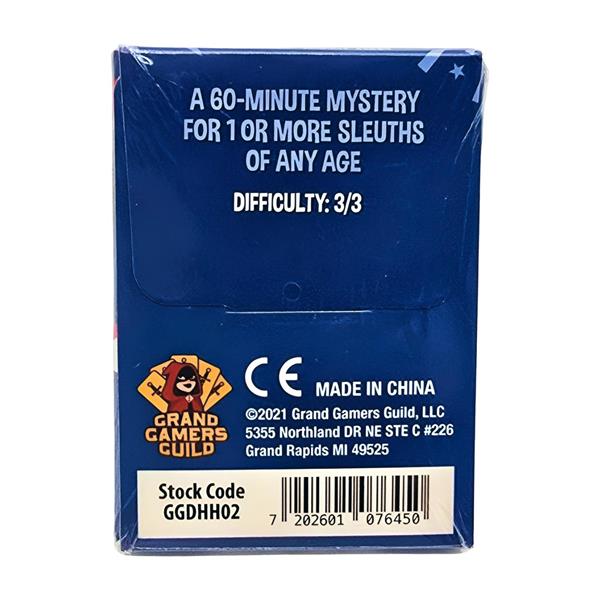 A 60-MINUTE MYSTERY
FOR 1 OR MORE SLEUTHS
OF ANY AGE
DIFFICULTY: 3/3
GRAND
GAMERS
GUILD
CE MADE IN CHINA
©2021 Grand Gamers Guild, LLC
5355 Northland DR NE STE C #226
Grand Rapids MI 49525
Stock Code
GGDHH02
7 202601 076450